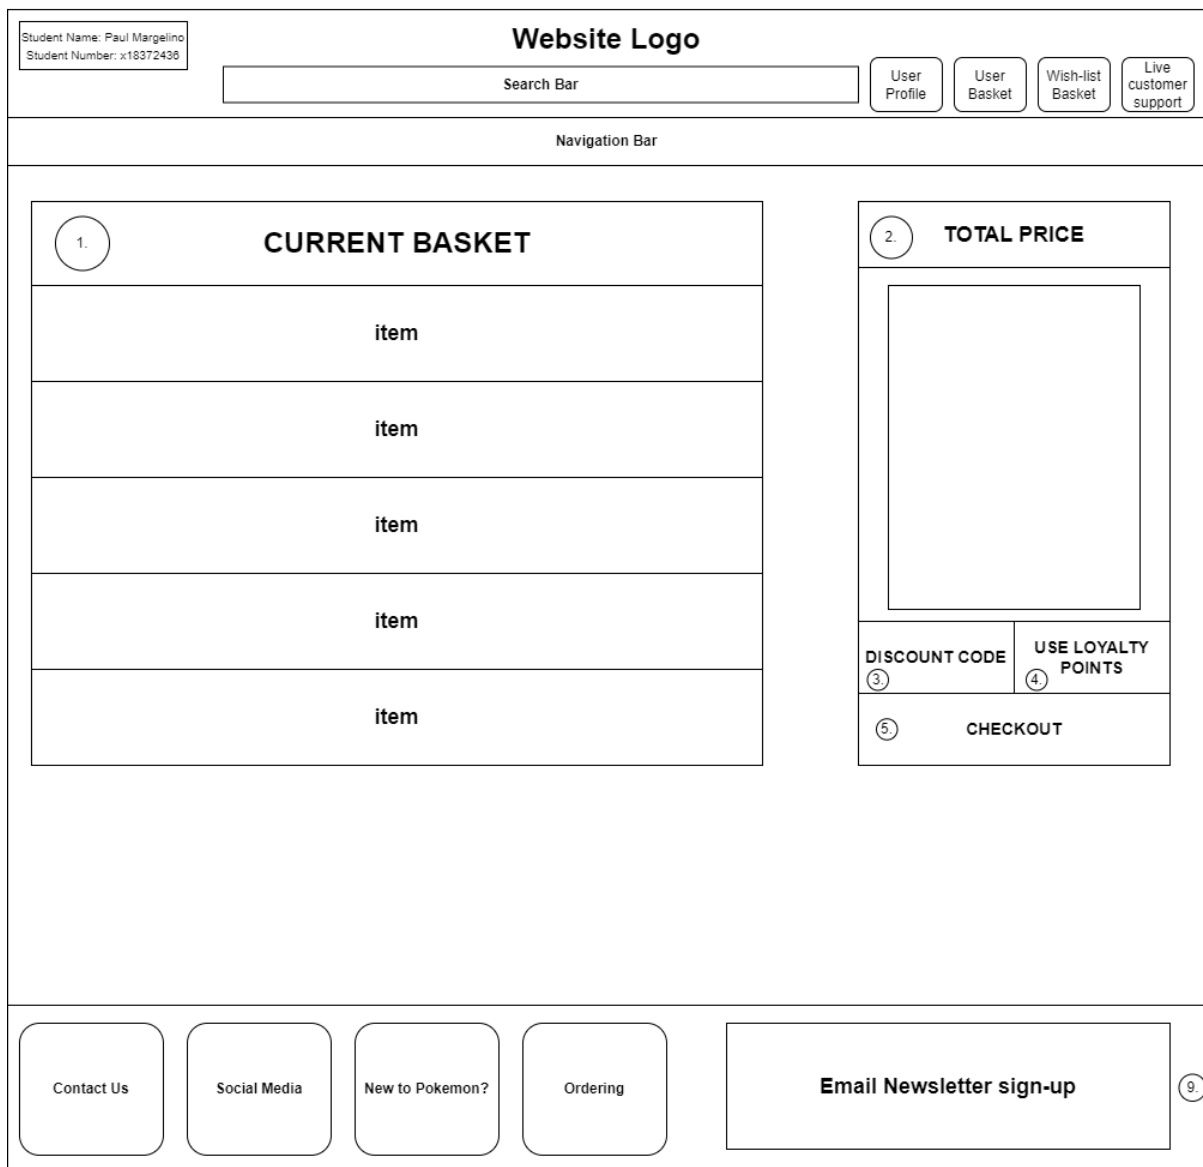 Student Name: Paul Margelino
Student Number: x18372436
Website Logo
Search Bar
User
Profile
User
Basket
Wish-list
Basket
Live
customer
support
Navigation Bar
1.
CURRENT BASKET
item
item
item
item
item
2.
TOTAL PRICE
DISCOUNT CODE
3.
USE LOYALTY
POINTS
4.
5.
CHECKOUT
Contact Us
Social Media
New to Pokemon?
Ordering
Email Newsletter sign-up
9.